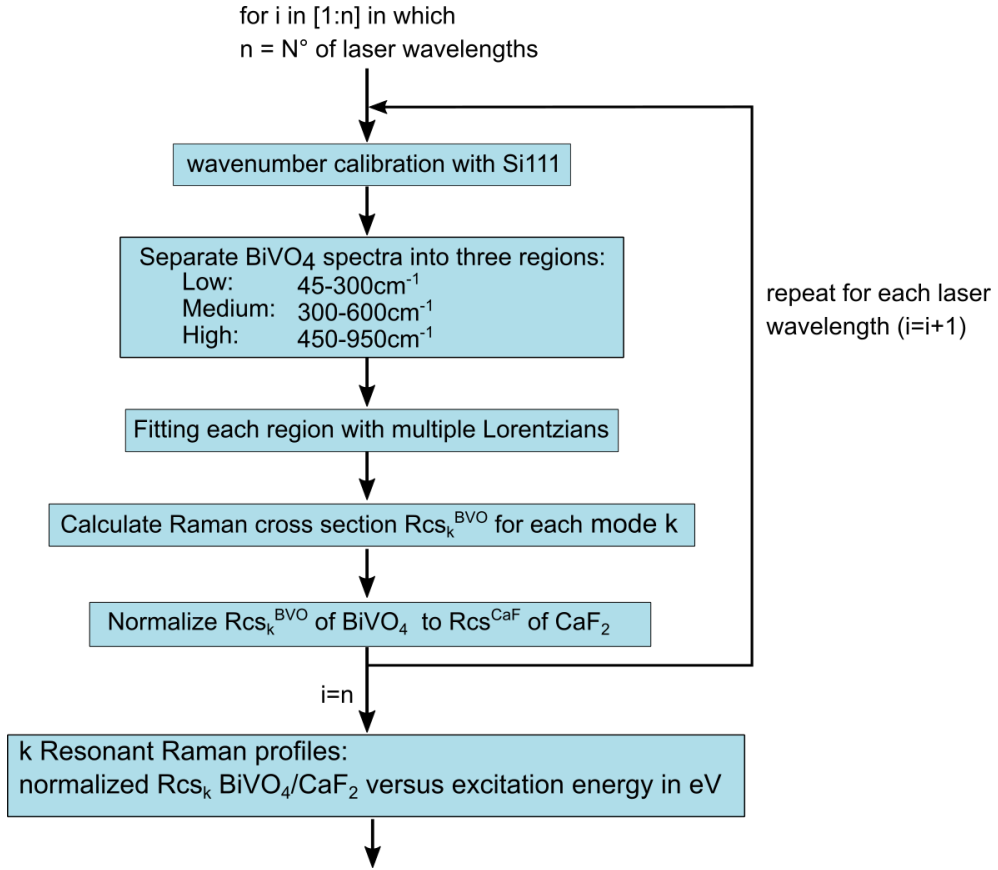 for i in [1:n] in which
n = N° of laser wavelengths
wavenumber calibration with Si111
Separate BiVO4 spectra into three regions:
Low: 45-300cm⁻¹
Medium: 300-600cm⁻¹
High: 450-950cm⁻¹
repeat for each laser
wavelength (i=i+1)
Fitting each region with multiple Lorentzians
Calculate Raman cross section Rcsₖᴮⱽᴼ for each mode k
Normalize Rcsₖᴮⱽᴼ of BiVO₄ to Rcsᶜᵃᶠ of CaF₂
i=n
k Resonant Raman profiles:
normalized Rcsₖ BiVO₄/CaF₂ versus excitation energy in eV